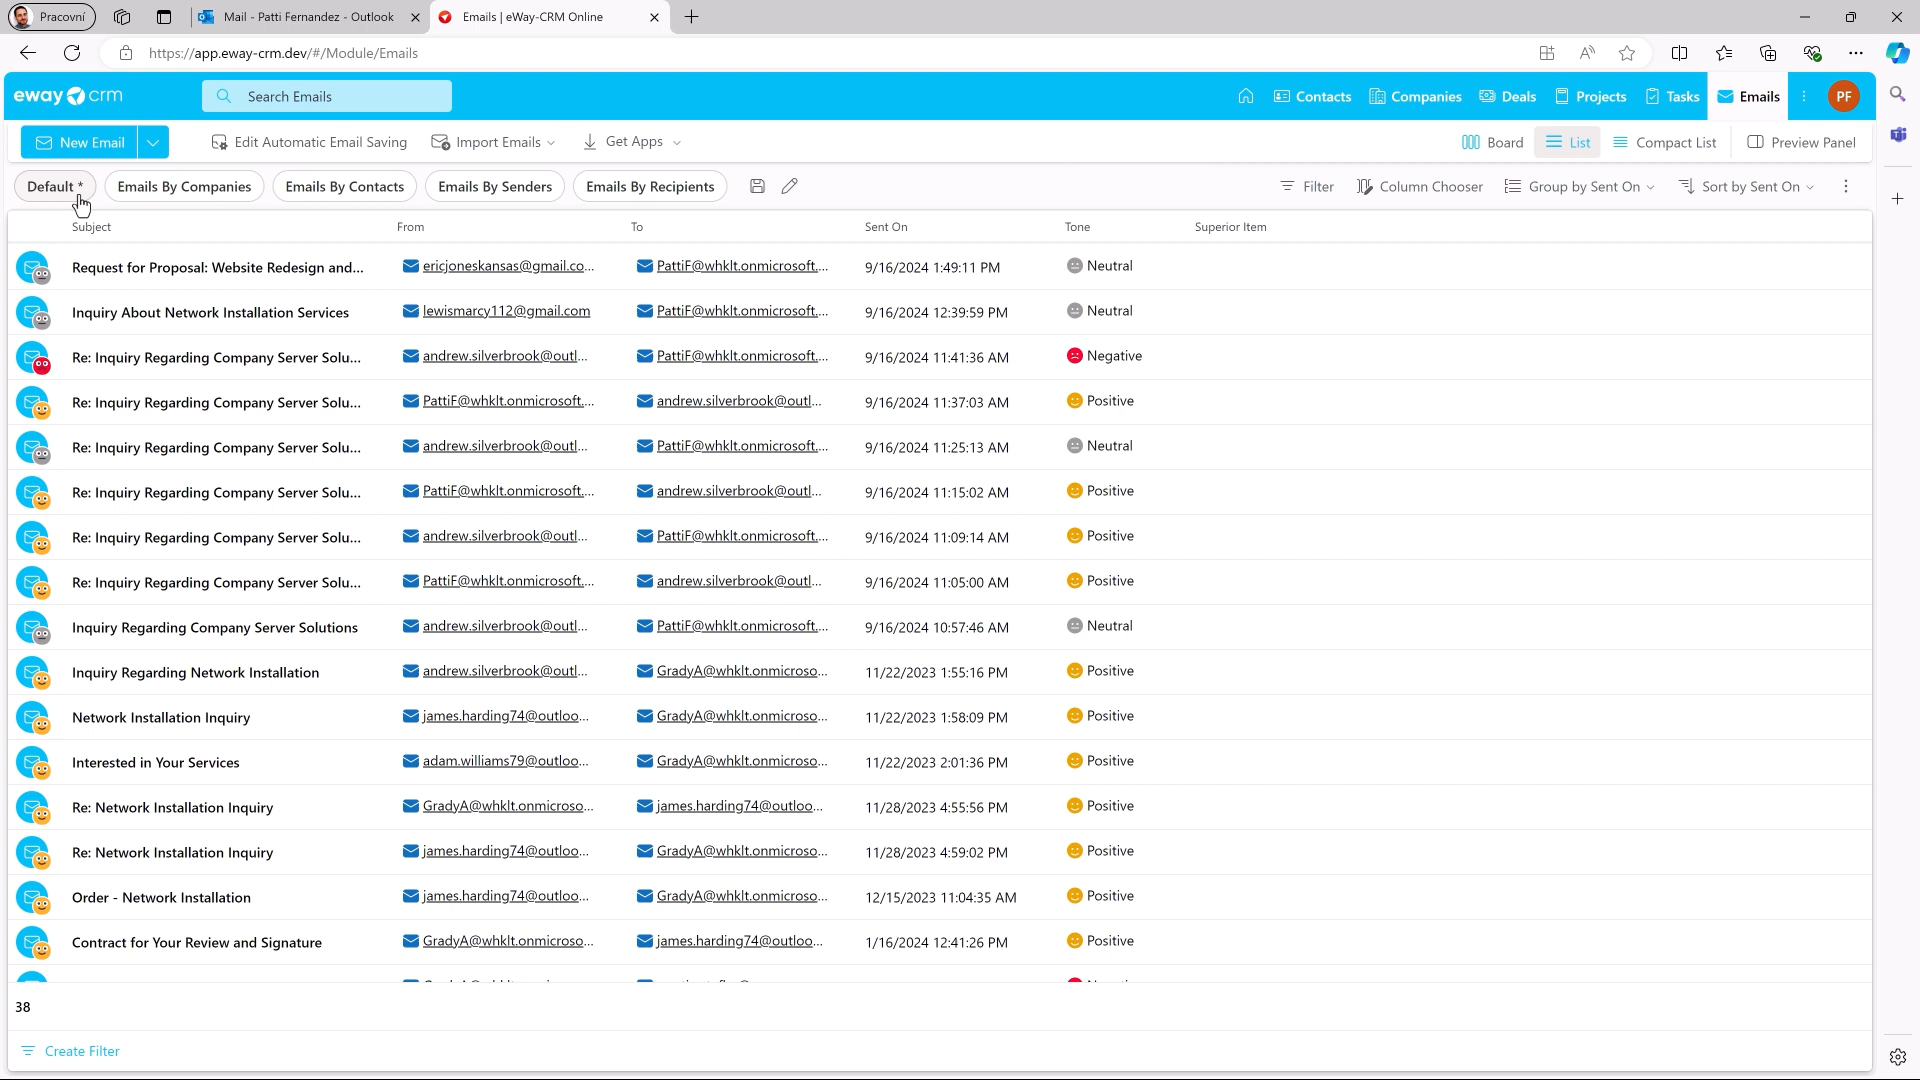 Pracovní
Mail - Patti Fernandez - Outlook
Emails | eWay-CRM Online
https://app.eway-crm.dev/#/Module/Emails
eway crm
Search Emails
Contacts
Companies
Deals
Projects
Tasks
Emails
PF
New Email
Edit Automatic Email Saving
Import Emails
Get Apps
Board
List
Compact List
Preview Panel
Default *
Emails By Companies
Emails By Contacts
Emails By Senders
Emails By Recipients
Filter
Column Chooser
Group by Sent On
Sort by Sent On
Subject From To Sent On Tone Superior Item
Request for Proposal: Website Redesign and... ericjoneskansas@gmail.co... PattiF@whklt.onmicrosoft.... 9/16/2024 1:49:11 PM Neutral
Inquiry About Network Installation Services lewismarcy112@gmail.com PattiF@whklt.onmicrosoft.... 9/16/2024 12:39:59 PM Neutral
Re: Inquiry Regarding Company Server Solu... andrew.silverbrook@outl... PattiF@whklt.onmicrosoft.... 9/16/2024 11:41:36 AM Negative
Re: Inquiry Regarding Company Server Solu... PattiF@whklt.onmicrosoft.... andrew.silverbrook@outl... 9/16/2024 11:37:03 AM Positive
Re: Inquiry Regarding Company Server Solu... andrew.silverbrook@outl... PattiF@whklt.onmicrosoft.... 9/16/2024 11:25:13 AM Neutral
Re: Inquiry Regarding Company Server Solu... PattiF@whklt.onmicrosoft.... andrew.silverbrook@outl... 9/16/2024 11:15:02 AM Positive
Re: Inquiry Regarding Company Server Solu... andrew.silverbrook@outl... PattiF@whklt.onmicrosoft.... 9/16/2024 11:09:14 AM Positive
Re: Inquiry Regarding Company Server Solu... PattiF@whklt.onmicrosoft.... andrew.silverbrook@outl... 9/16/2024 11:05:00 AM Positive
Inquiry Regarding Company Server Solutions andrew.silverbrook@outl... PattiF@whklt.onmicrosoft.... 9/16/2024 10:57:46 AM Neutral
Inquiry Regarding Network Installation andrew.silverbrook@outl... GradyA@whklt.onmicroso... 11/22/2023 1:55:16 PM Positive
Network Installation Inquiry james.harding74@outloo... GradyA@whklt.onmicroso... 11/22/2023 1:58:09 PM Positive
Interested in Your Services adam.williams79@outloo... GradyA@whklt.onmicroso... 11/22/2023 2:01:36 PM Positive
Re: Network Installation Inquiry GradyA@whklt.onmicroso... james.harding74@outloo... 11/28/2023 4:55:56 PM Positive
Re: Network Installation Inquiry james.harding74@outloo... GradyA@whklt.onmicroso... 11/28/2023 4:59:02 PM Positive
Order - Network Installation james.harding74@outloo... GradyA@whklt.onmicroso... 12/15/2023 11:04:35 AM Positive
Contract for Your Review and Signature GradyA@whklt.onmicroso... james.harding74@outloo... 1/16/2024 12:41:26 PM Positive
38
Create Filter